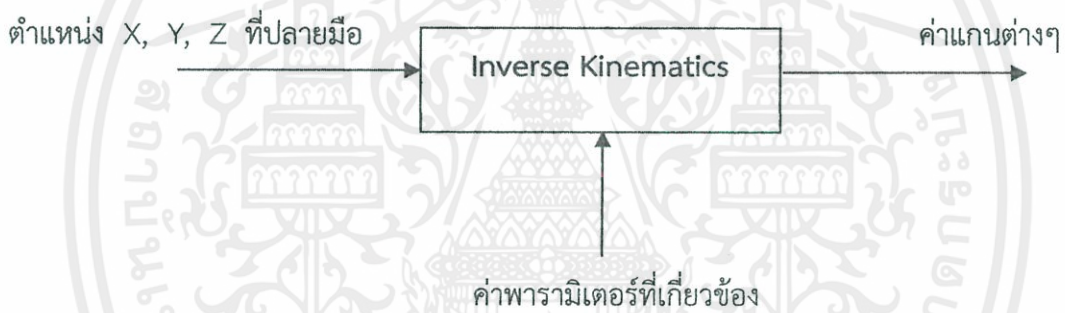 ตำแหน่ง X, Y, Z ที่ปลายมือ
Inverse Kinematics
ค่าแกนต่างๆ
ค่าพารามิเตอร์ที่เกี่ยวข้อง